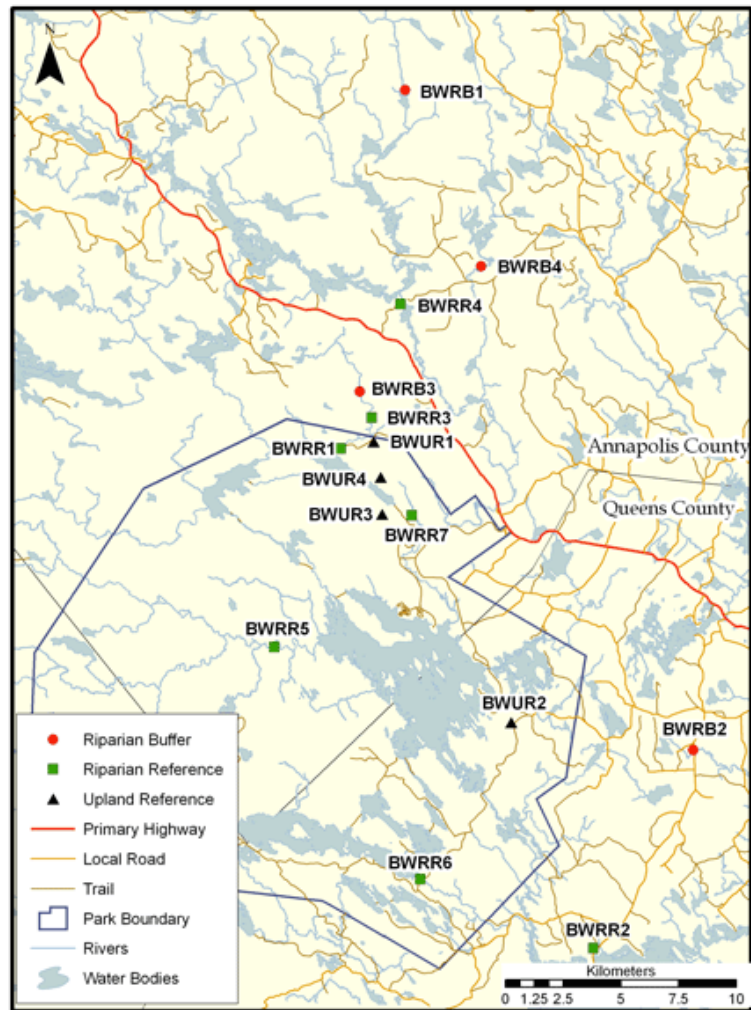 N
BWRB1
BWRB4
BWRR4
BWRB3
BWRR3
BWRR1
BWUR1
Annapolis County
BWUR4
Queens County
BWUR3
BWRR7
BWRR5
BWUR2
BWRB2
Riparian Buffer
Riparian Reference
Upland Reference
Primary Highway
Local Road
Trail
Park Boundary
Rivers
Water Bodies
BWRR6
BWRR2
Kilometers
0 1.25 2.5 5 7.5 10